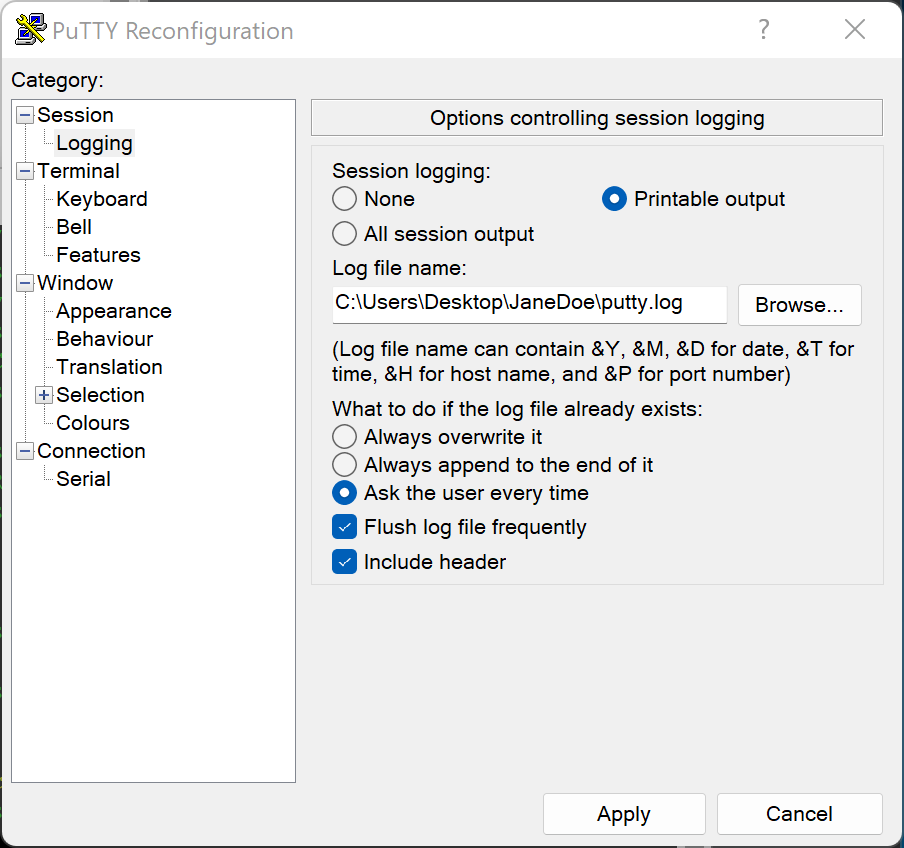 PuTTY Reconfiguration
?
Category:
Session
Logging
Terminal
Keyboard
Bell
Features
Window
Appearance
Behaviour
Translation
Selection
Colours
Connection
Serial
Options controlling session logging
Session logging:
None
Printable output
All session output
Log file name:
C:\Users\Desktop\JaneDoe\putty.log
Browse...
(Log file name can contain &Y, &M, &D for date, &T for
time, &H for host name, and &P for port number)
What to do if the log file already exists:
Always overwrite it
Always append to the end of it
Ask the user every time
Flush log file frequently
Include header
Apply
Cancel